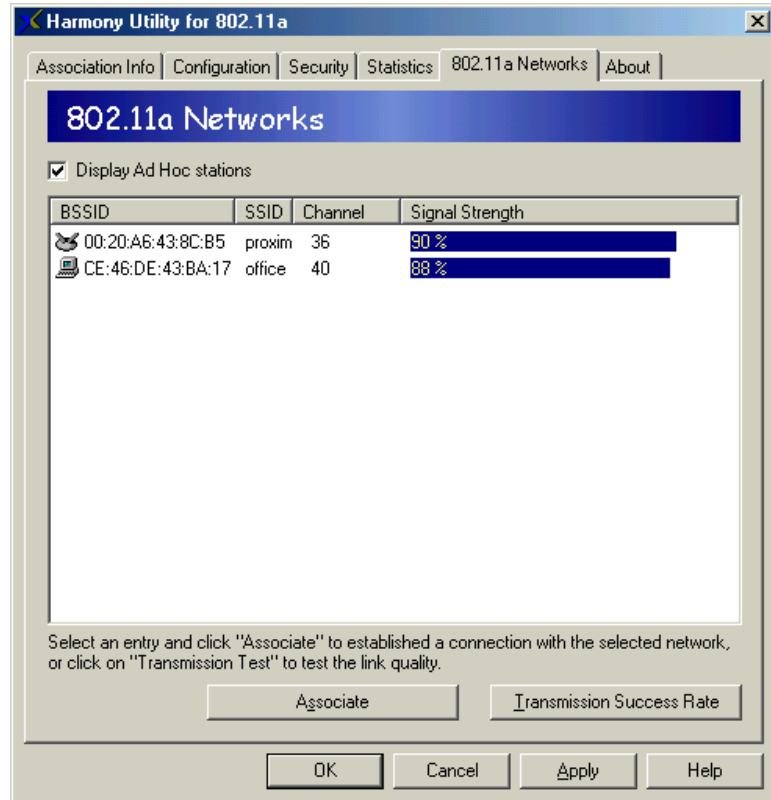 Harmony Utility for 802.11a
Association Info Configuration Security Statistics 802.11a Networks About
802.11a Networks
Display Ad Hoc stations
BSSID SSID Channel Signal Strength
00:20:A6:43:8C:B5 proxim 36 90 %
CE:46:DE:43:BA:17 office 40 88 %
Select an entry and click "Associate" to established a connection with the selected network,
or click on "Transmission Test" to test the link quality.
Associate Transmission Success Rate
OK Cancel Apply Help